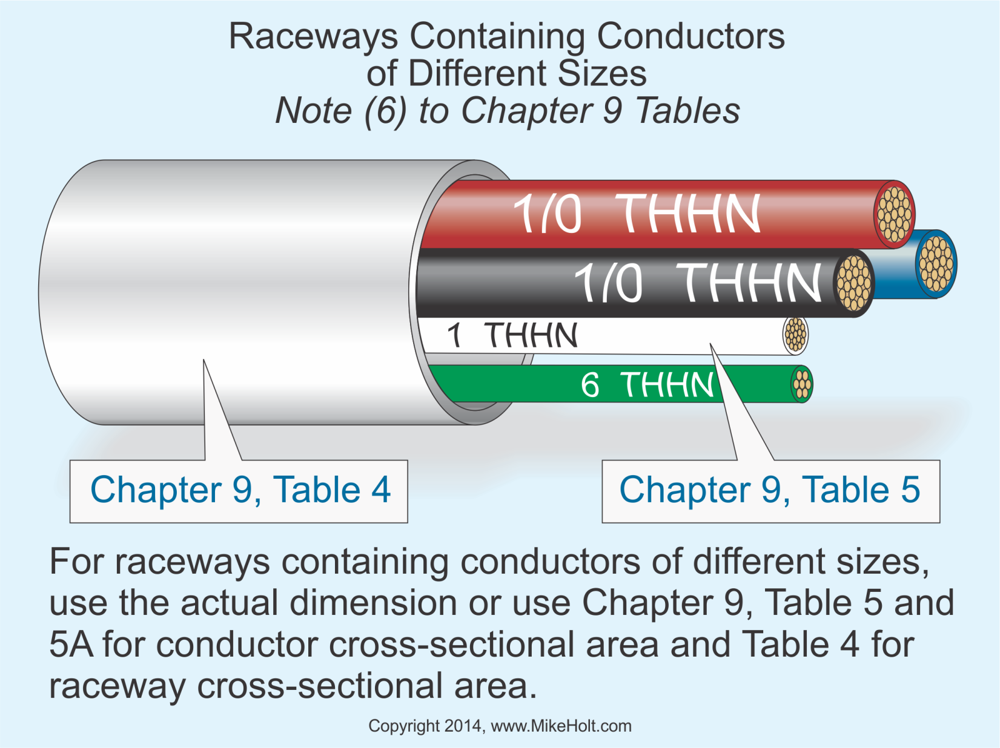 Raceways Containing Conductors
of Different Sizes
Note (6) to Chapter 9 Tables
1/0 THHN
1/0 THHN
1 THHN
6 THHN
Chapter 9, Table 4
Chapter 9, Table 5
For raceways containing conductors of different sizes,
use the actual dimension or use Chapter 9, Table 5 and
5A for conductor cross-sectional area and Table 4 for
raceway cross-sectional area.
Copyright 2014, www.MikeHolt.com